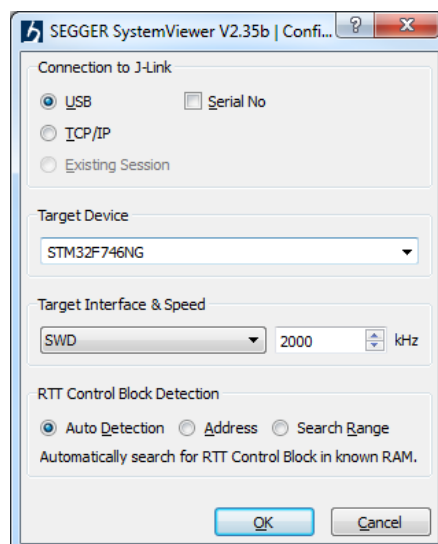 SEGGER SystemViewer V2.35b | Confi... ? X
Connection to J-Link
USB Serial No
TCP/IP
Existing Session
Target Device
STM32F746NG
Target Interface & Speed
SWD 2000 kHz
RTT Control Block Detection
Auto Detection Address Search Range
Automatically search for RTT Control Block in known RAM.
OK Cancel